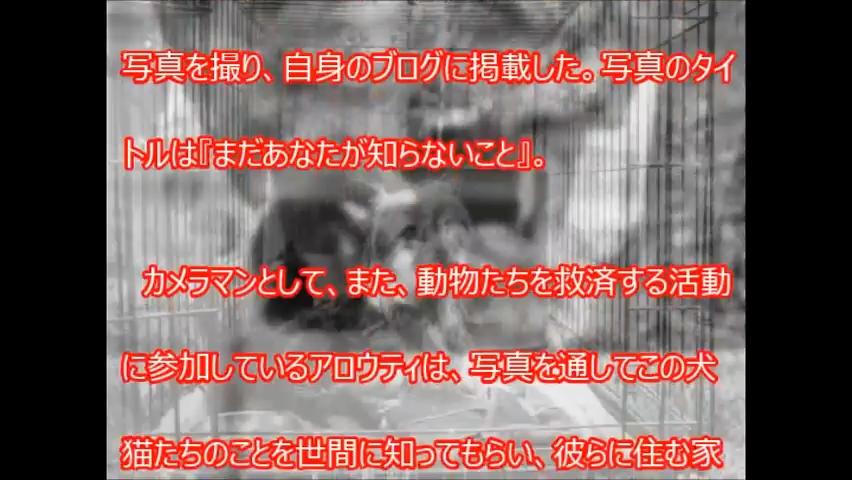 写真を撮り、自身のブログに掲載した。写真のタイ
トルは『まだあなたが知らないこと』。
カメラマンとして、また、動物たちを救済する活動
に参加しているアロウティは、写真を通してこの犬
猫たちのことを世間に知ってもらい、彼らに住む家